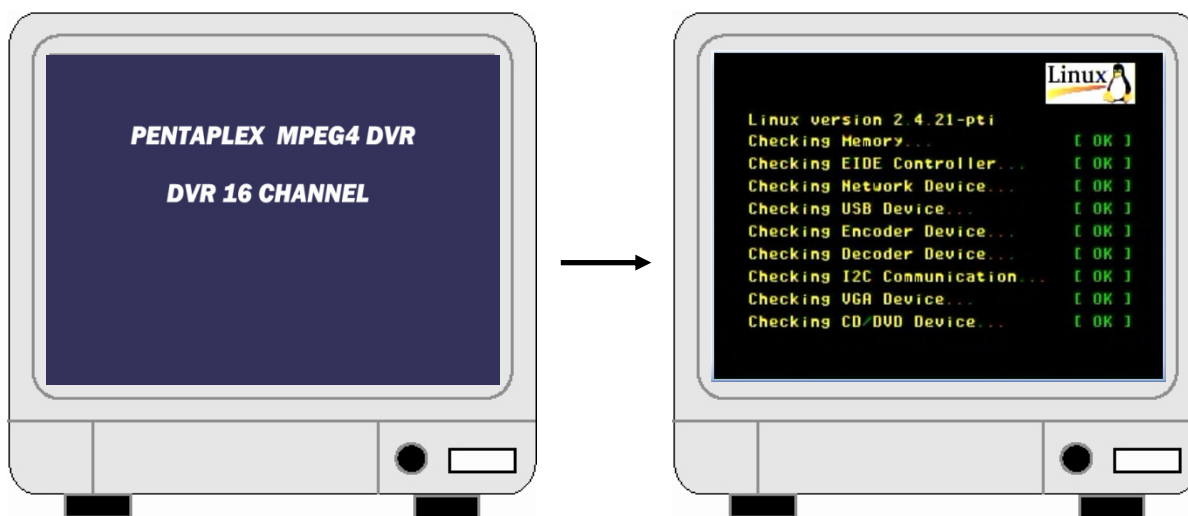 PENTAPLEX MPEG4 DVR
DVR 16 CHANNEL
Linux
Linux version 2.4.21-pti
Checking Memory... [ OK ]
Checking EIDE Controller... [ OK ]
Checking Network Device... [ OK ]
Checking USB Device... [ OK ]
Checking Encoder Device... [ OK ]
Checking Decoder Device... [ OK ]
Checking I2C Communication... [ OK ]
Checking VGA Device... [ OK ]
Checking CD/DVD Device... [ OK ]